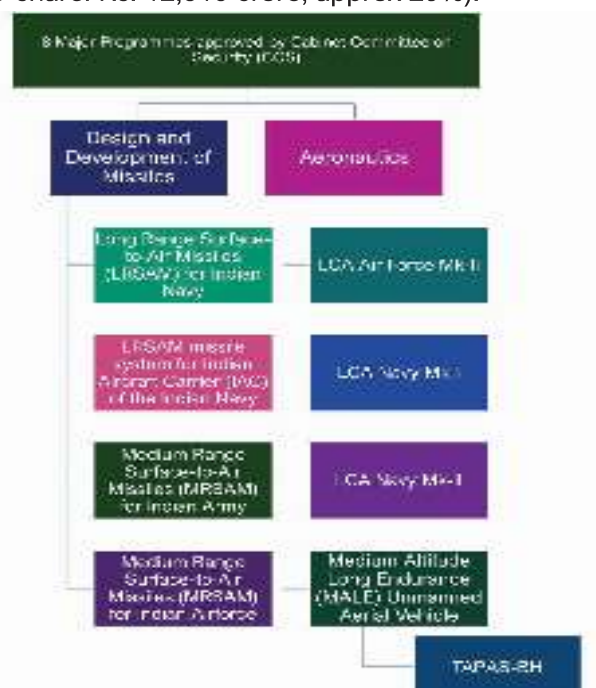 share: Rs. 12,
8 Major Programmes approved by Cabinet Committee on
Security (CCS)
Design and
Development of
Missiles
Aeronautics
Long Range Surface-
to-Air Missiles
(LRSAM) for Indian
Navy
LCA Air Force Mk-II
LRSAM missile
system for Indian
Aircraft Carrier (IAC)
of the Indian Navy
LCA Navy Mk-I
Medium Range
Surface-to-Air
Missiles (MRSAM)
for Indian Army
LCA Navy Mk-II
Medium Range
Surface-to-Air
Missiles (MRSAM)
for Indian Airforce
Medium Altitude
Long Endurance
(MALE) Unmanned
Aerial Vehicle
TAPAS-BH